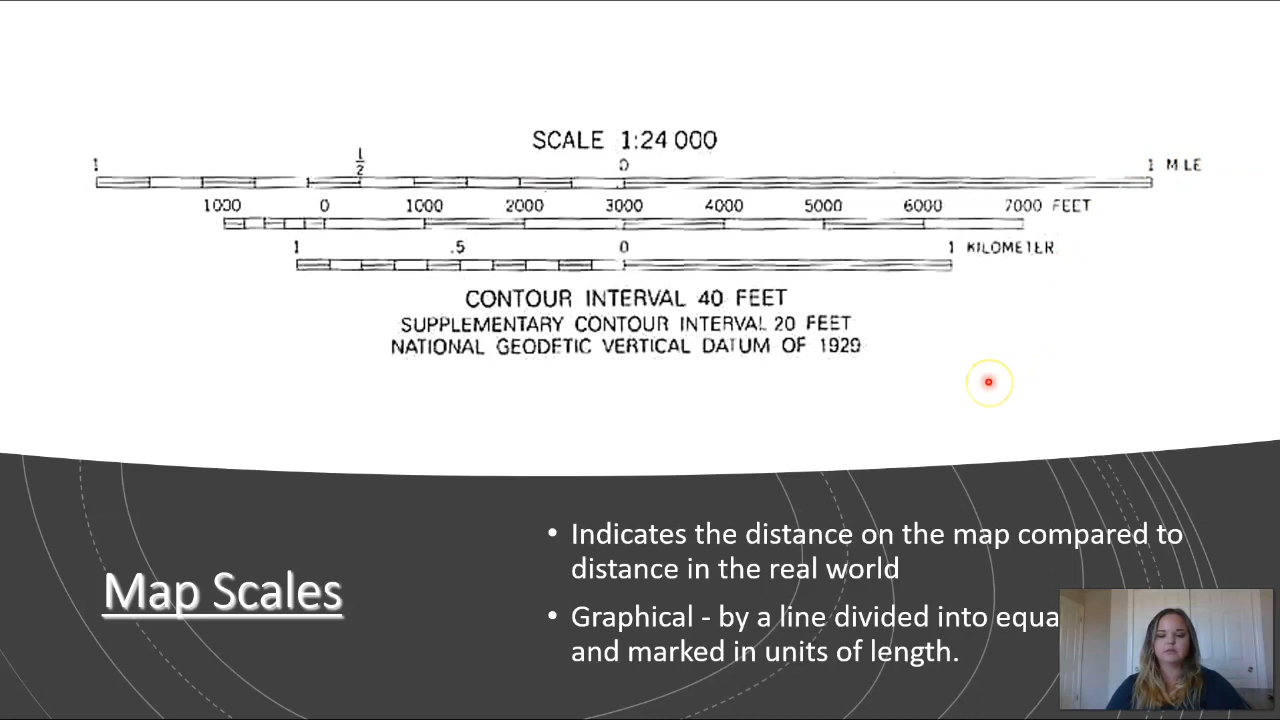 SCALE 1:24 000
1 1/2 0 1 M LE
1000 0 1000 2000 3000 4000 5000 6000 7000 FEET
1 .5 0 1 KILOMETER
CONTOUR INTERVAL 40 FEET
SUPPLEMENTARY CONTOUR INTERVAL 20 FEET
NATIONAL GEODETIC VERTICAL DATUM OF 1929
Map Scales
• Indicates the distance on the map compared to
distance in the real world
• Graphical - by a line divided into equa
and marked in units of length.